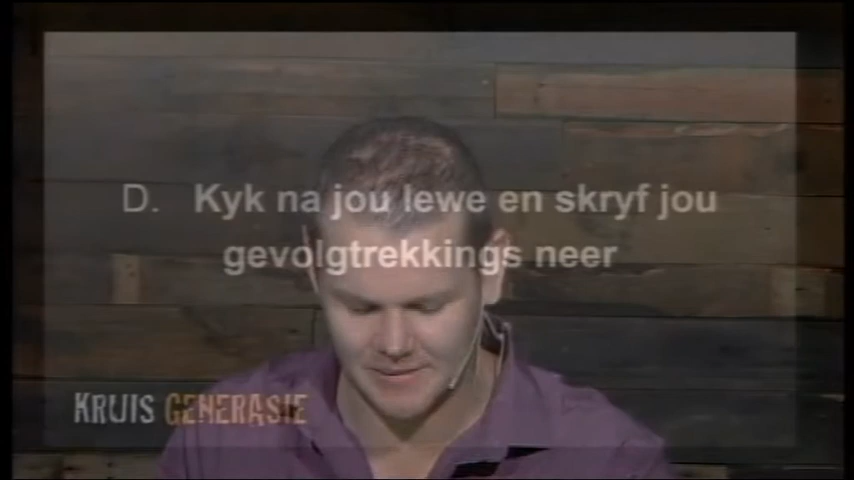 D. Kyk na jou lewe en skryf jou
gevolgtrekkings neer
KRUIS GENERASIE